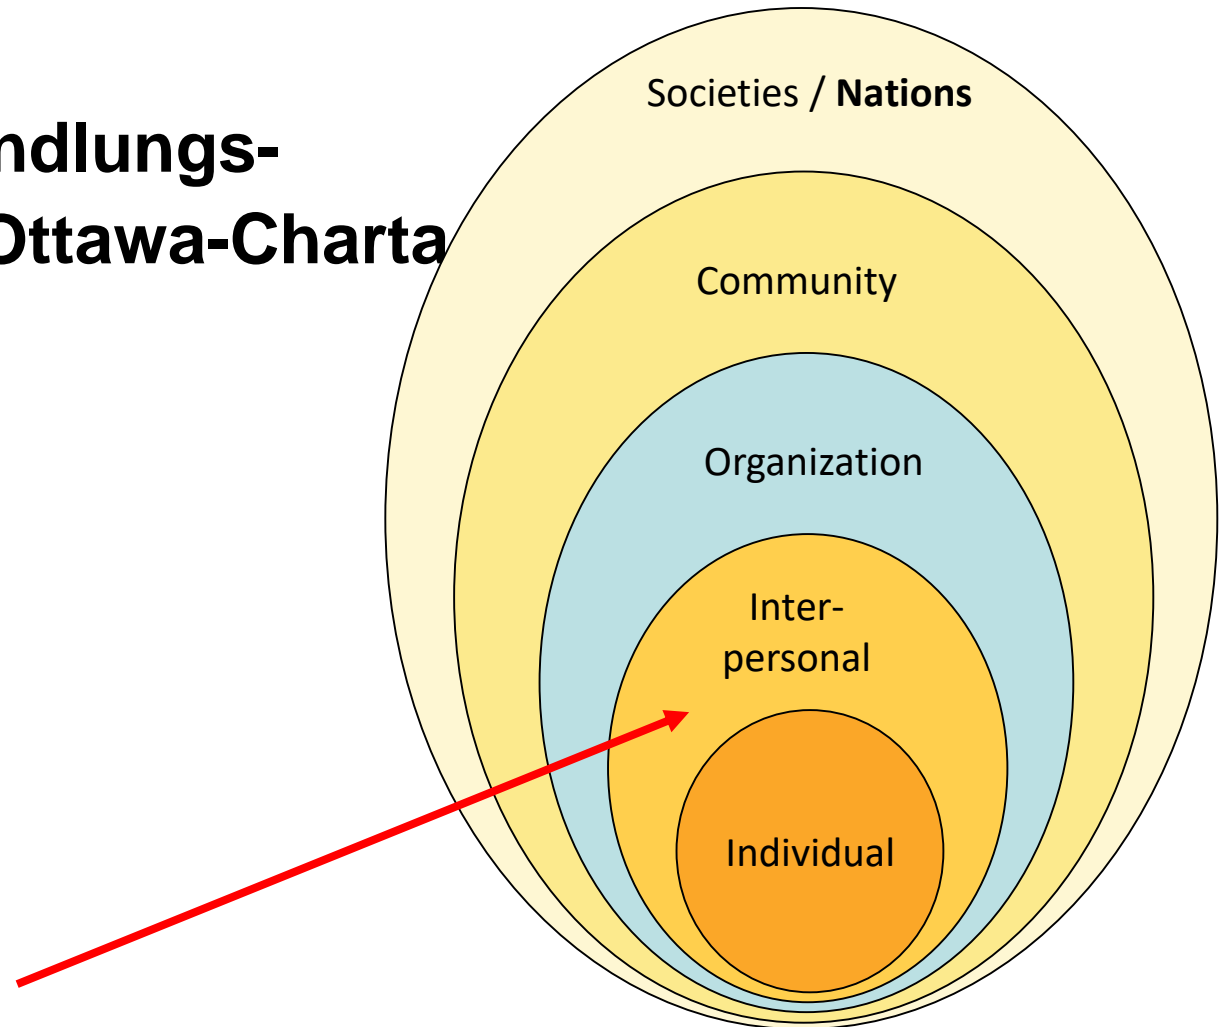 ndlungs-
Ottawa-Charta
Societies / Nations
Community
Organization
Inter-
personal
Individual